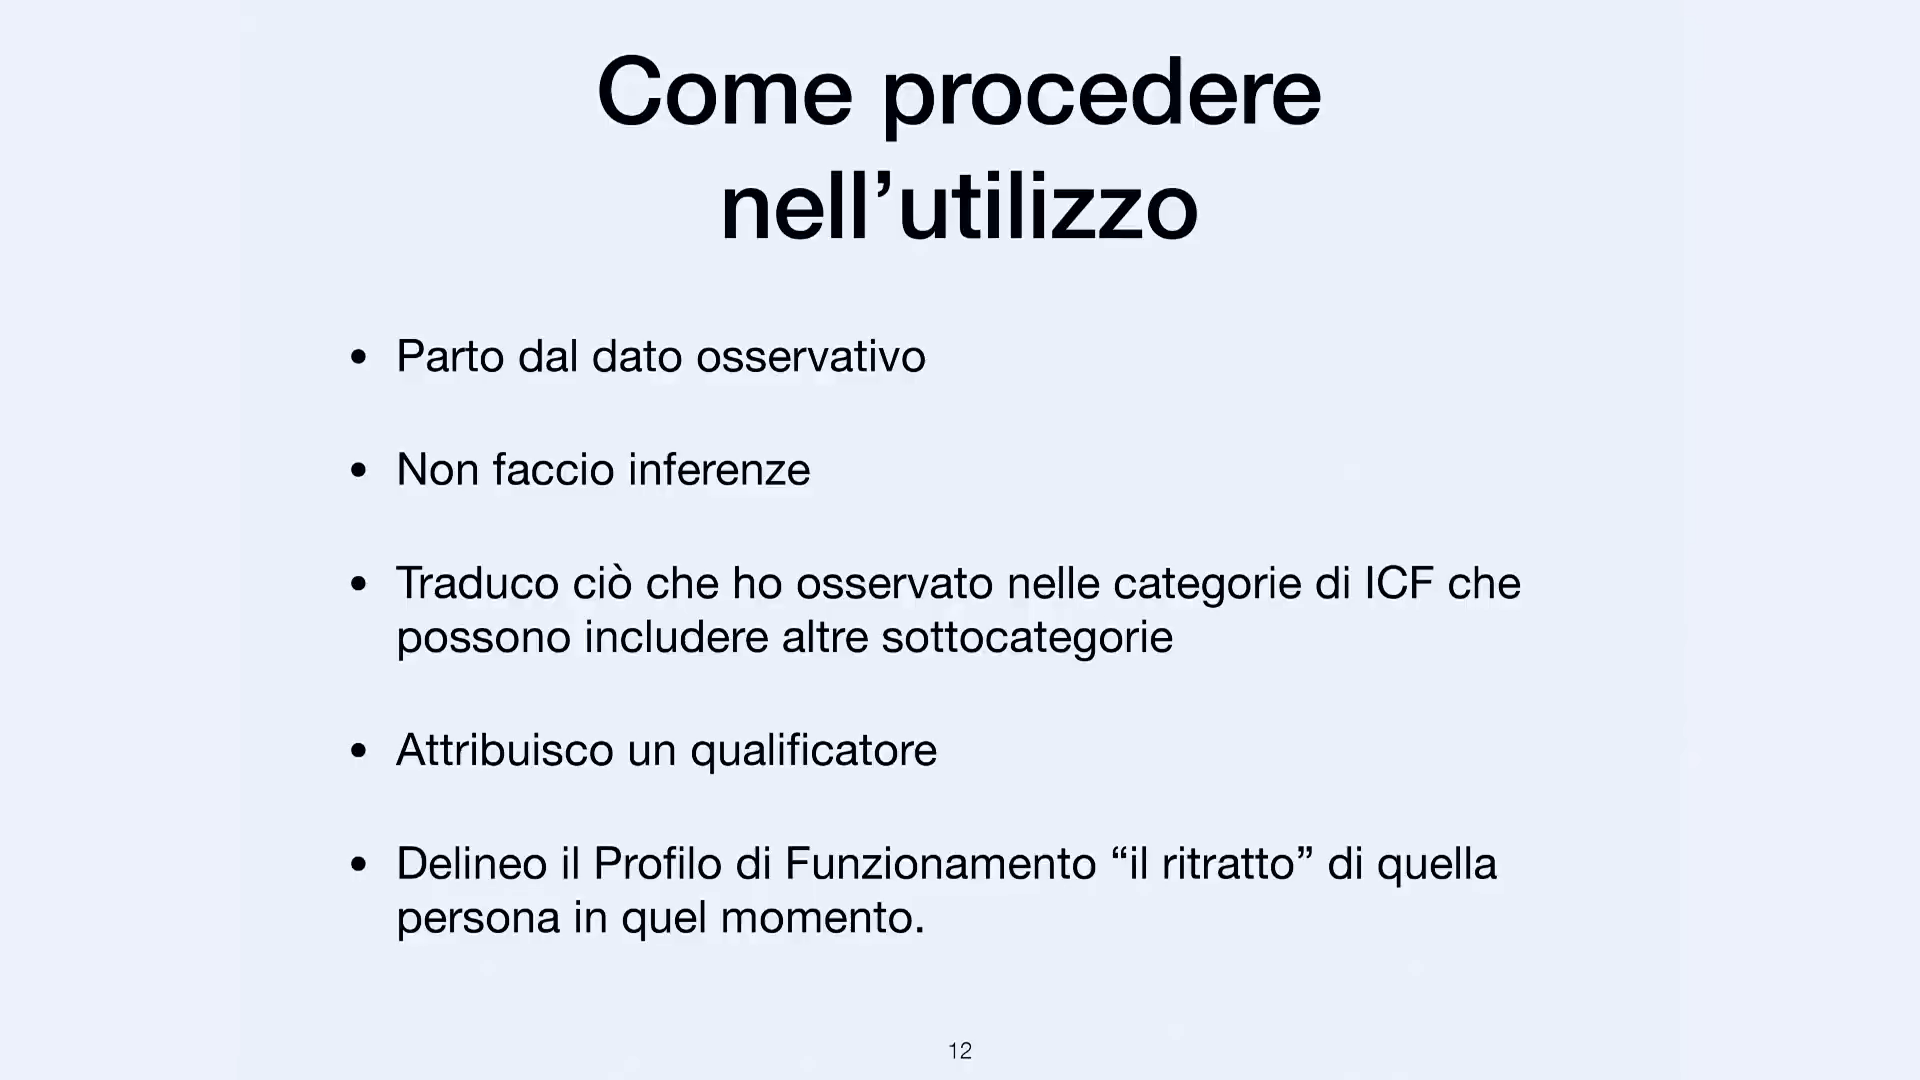 Come procedere
nell’utilizzo
• Parto dal dato osservativo
• Non faccio inferenze
• Traduco ciò che ho osservato nelle categorie di ICF che
possono includere altre sottocategorie
• Attribuisco un qualificatore
• Delineo il Profilo di Funzionamento “il ritratto” di quella
persona in quel momento.
12